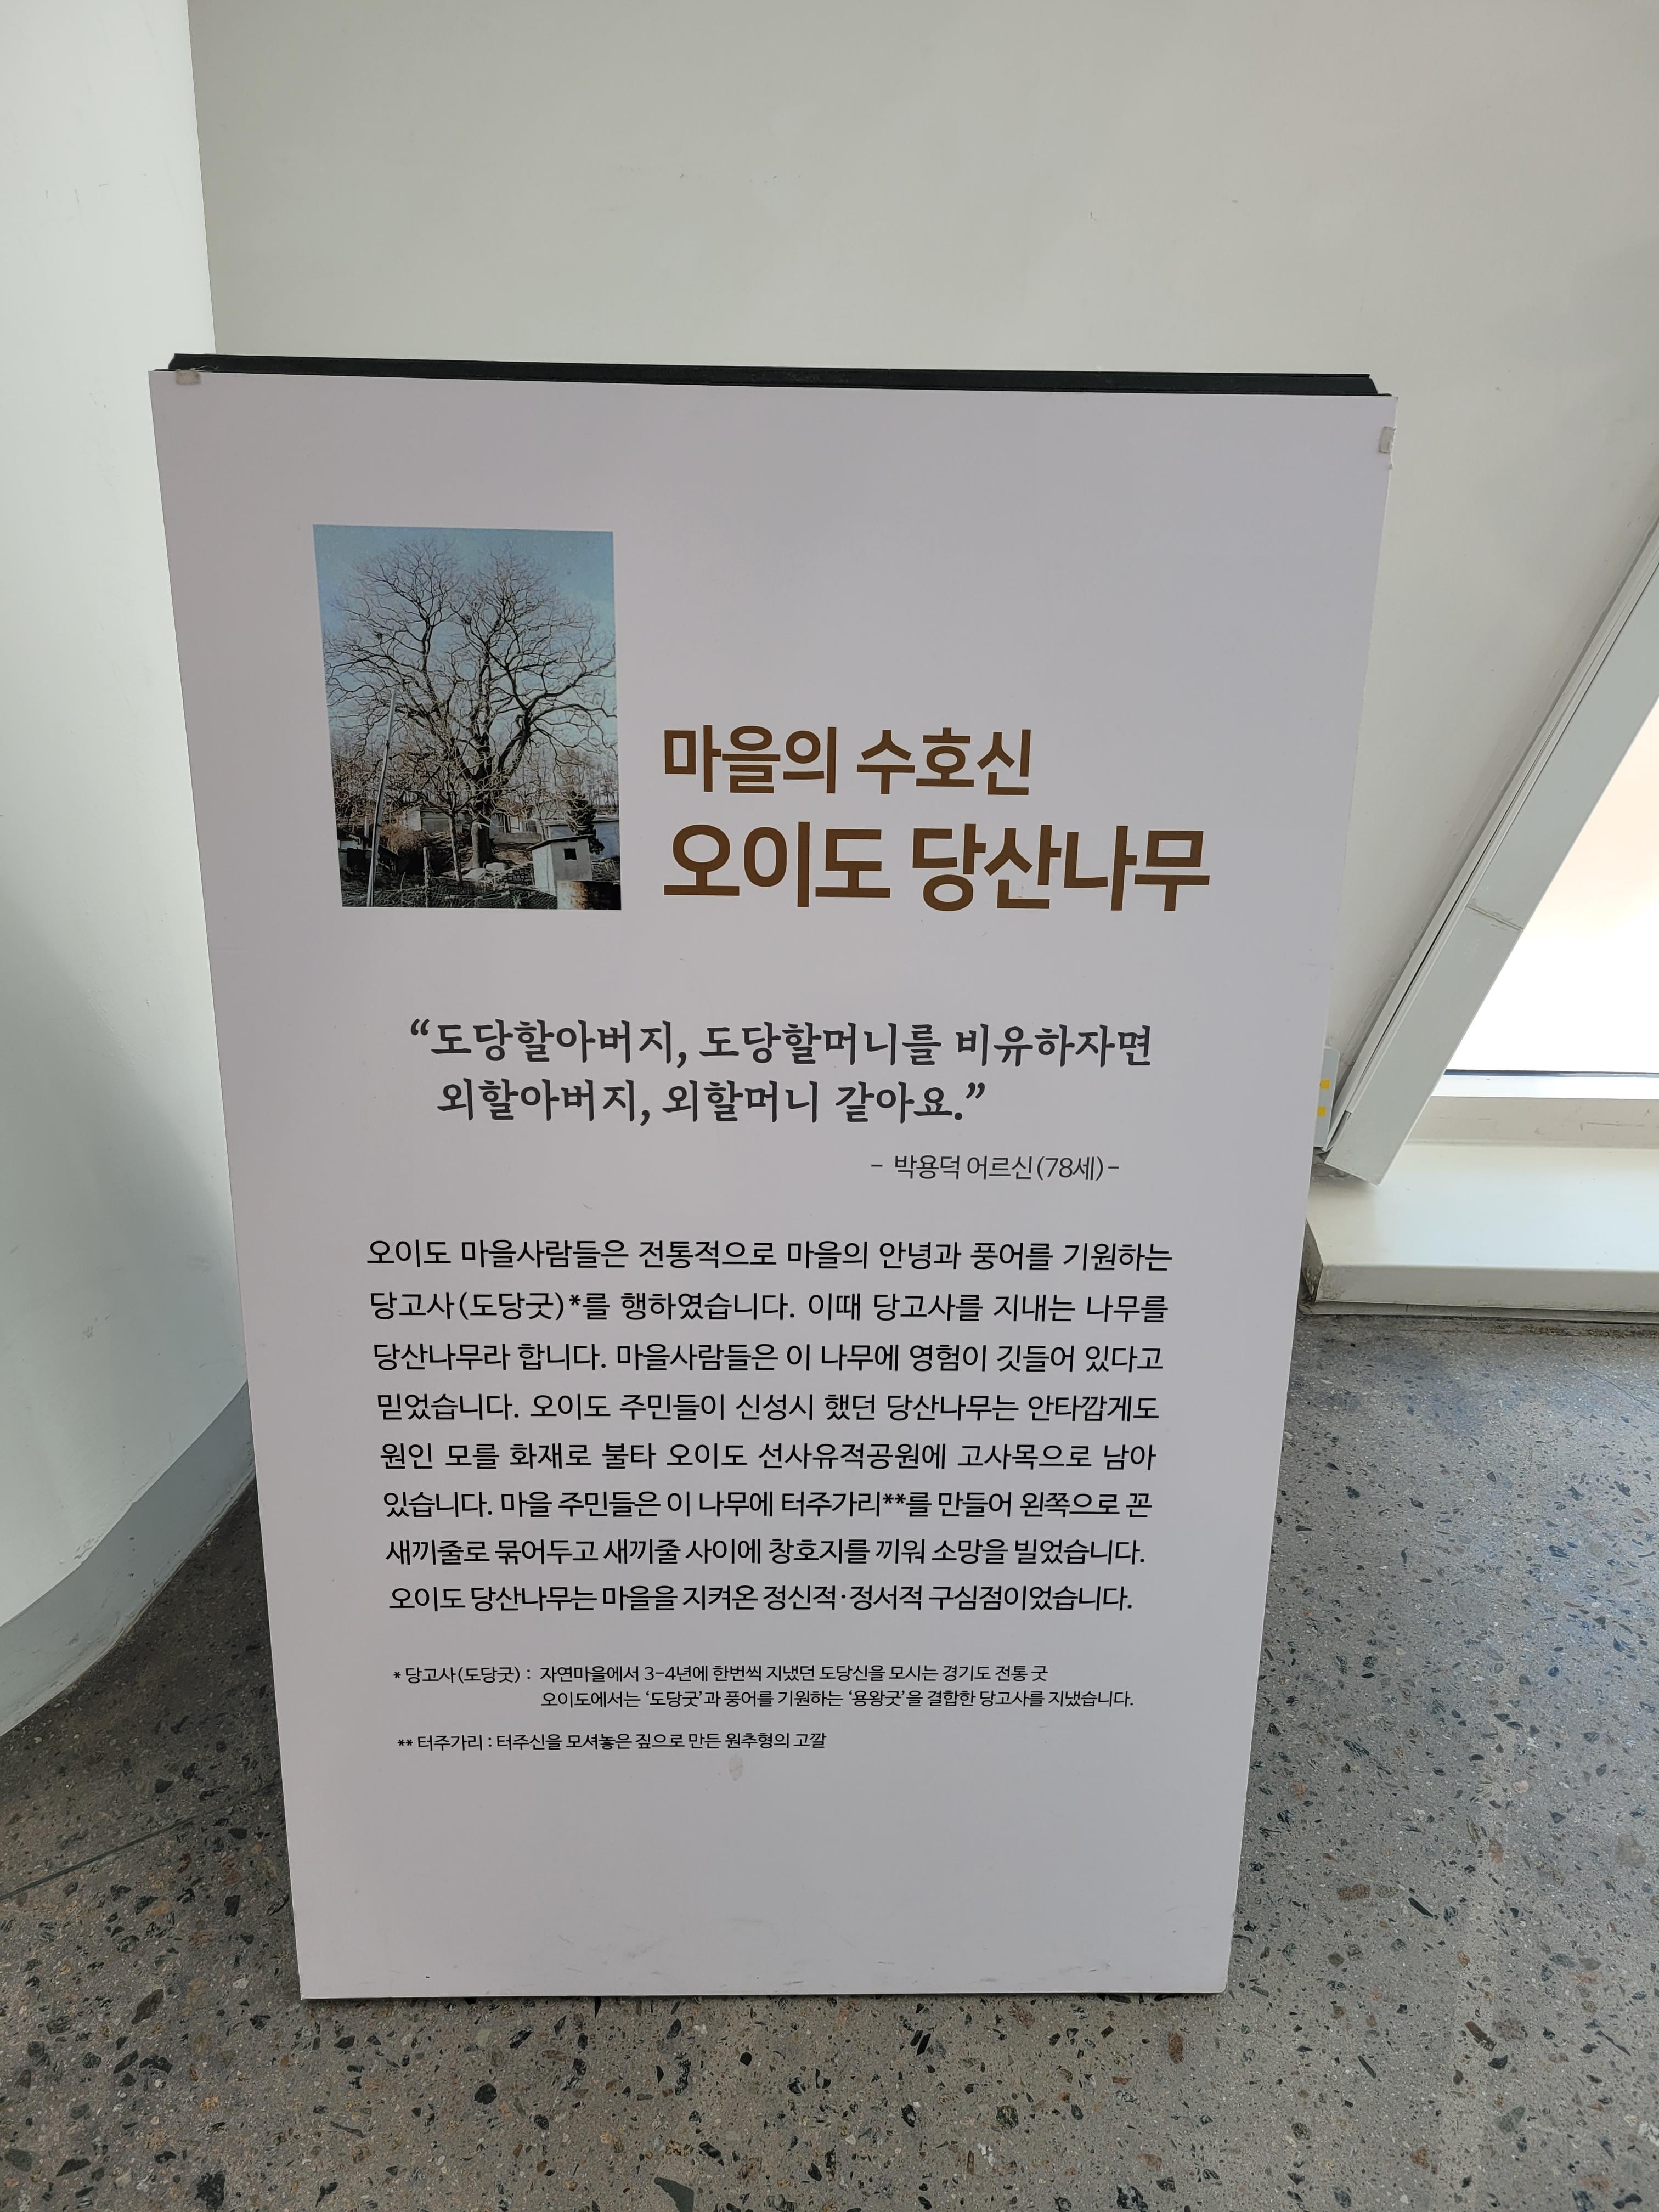 마을의 수호신
오이도 당산나무
“도당할아버지, 도당할머니를 비유하자면
외할아버지, 외할머니 같아요.”
- 박용덕 어르신(78세)-
오이도 마을사람들은 전통적으로 마을의 안녕과 풍어를 기원하는
당고사(도당굿)*를 행하였습니다. 이때 당고사를 지내는 나무를
당산나무라 합니다. 마을사람들은 이 나무에 영험이 깃들어 있다고
믿었습니다. 오이도 주민들이 신성시 했던 당산나무는 안타깝게도
원인 모를 화재로 불타 오이도 선사유적공원에 고사목으로 남아
있습니다. 마을 주민들은 이 나무에 터주가리**를 만들어 왼쪽으로 꼰
새끼줄로 묶어두고 새끼줄 사이에 창호지를 끼워 소망을 빌었습니다.
오이도 당산나무는 마을을 지켜온 정신적·정서적 구심점이었습니다.
* 당고사(도당굿) : 자연마을에서 3-4년에 한번씩 지냈던 도당신을 모시는 경기도 전통 굿
오이도에서는 ‘도당굿’과 풍어를 기원하는 ‘용왕굿’을 결합한 당고사를 지냈습니다.
** 터주가리 : 터주신을 모셔놓은 짚으로 만든 원추형의 고깔